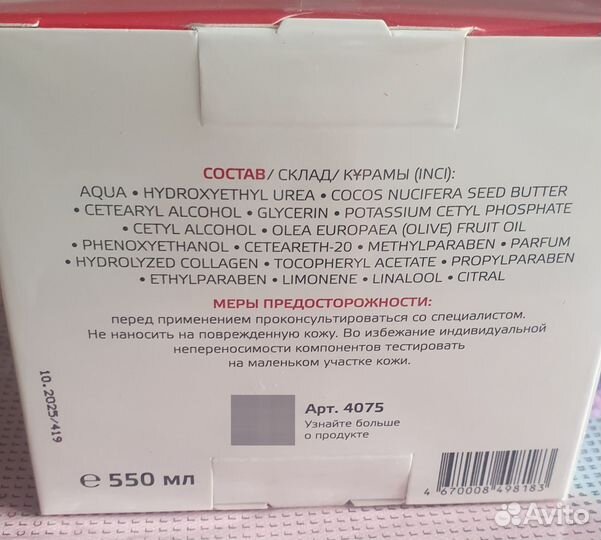 СОСТАВ/ СКЛАД/ ҚҰРАМЫ (INCI):
AQUA • HYDROXYETHYL UREA • COCOS NUCIFERA SEED BUTTER
• CETEARYL ALCOHOL • GLYCERIN • POTASSIUM CETYL PHOSPHATE
• CETYL ALCOHOL • OLEA EUROPAEA (OLIVE) FRUIT OIL
• PHENOXYETHANOL • CETEARETH-20 • METHYLPARABEN • PARFUM
• HYDROLYZED COLLAGEN • TOCOPHERYL ACETATE • PROPYLPARABEN
• ETHYLPARABEN • LIMONENE • LINALOOL • CITRAL
МЕРЫ ПРЕДОСТОРОЖНОСТИ:
перед применением проконсультироваться со специалистом.
Не наносить на поврежденную кожу. Во избежание индивидуальной
непереносимости компонентов тестировать
на маленьком участке кожи.
10.2025/419
Арт. 4075
Узнайте больше
о продукте
℮ 550 мл
4 670008 498183
Avito